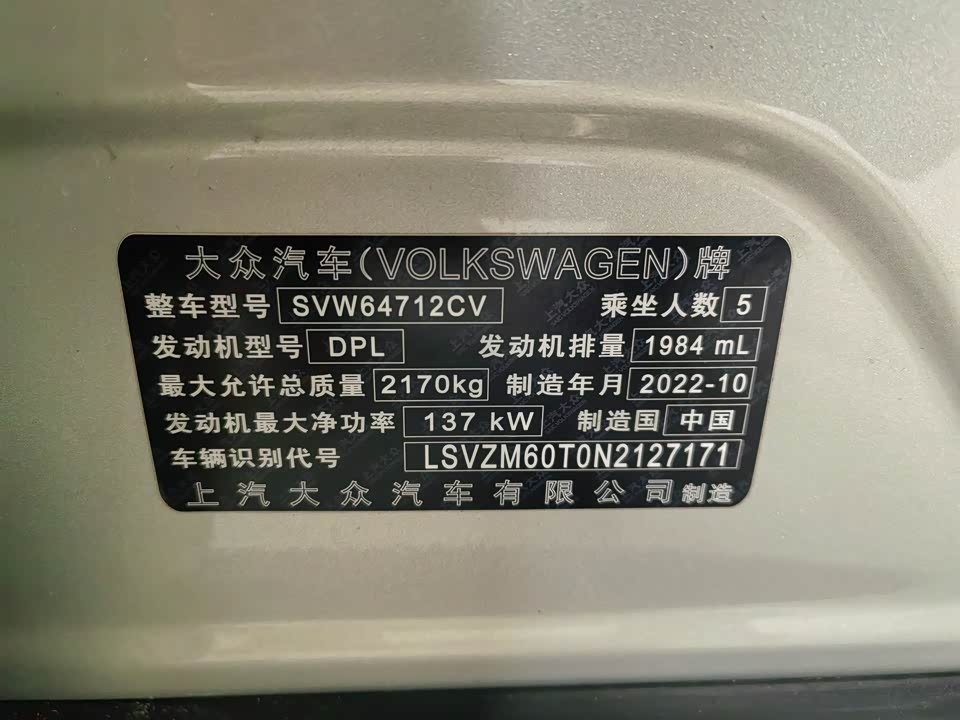 大众汽车(VOLKSWAGEN)牌
整车型号 SVW64712CV 乘坐人数 5
发动机型号 DPL 发动机排量 1984 mL
最大允许总质量 2170kg 制造年月 2022-10
发动机最大净功率 137 kW 制造国 中国
车辆识别代号 LSVZM60T0N2127171
上汽大众汽车有限公司 制造